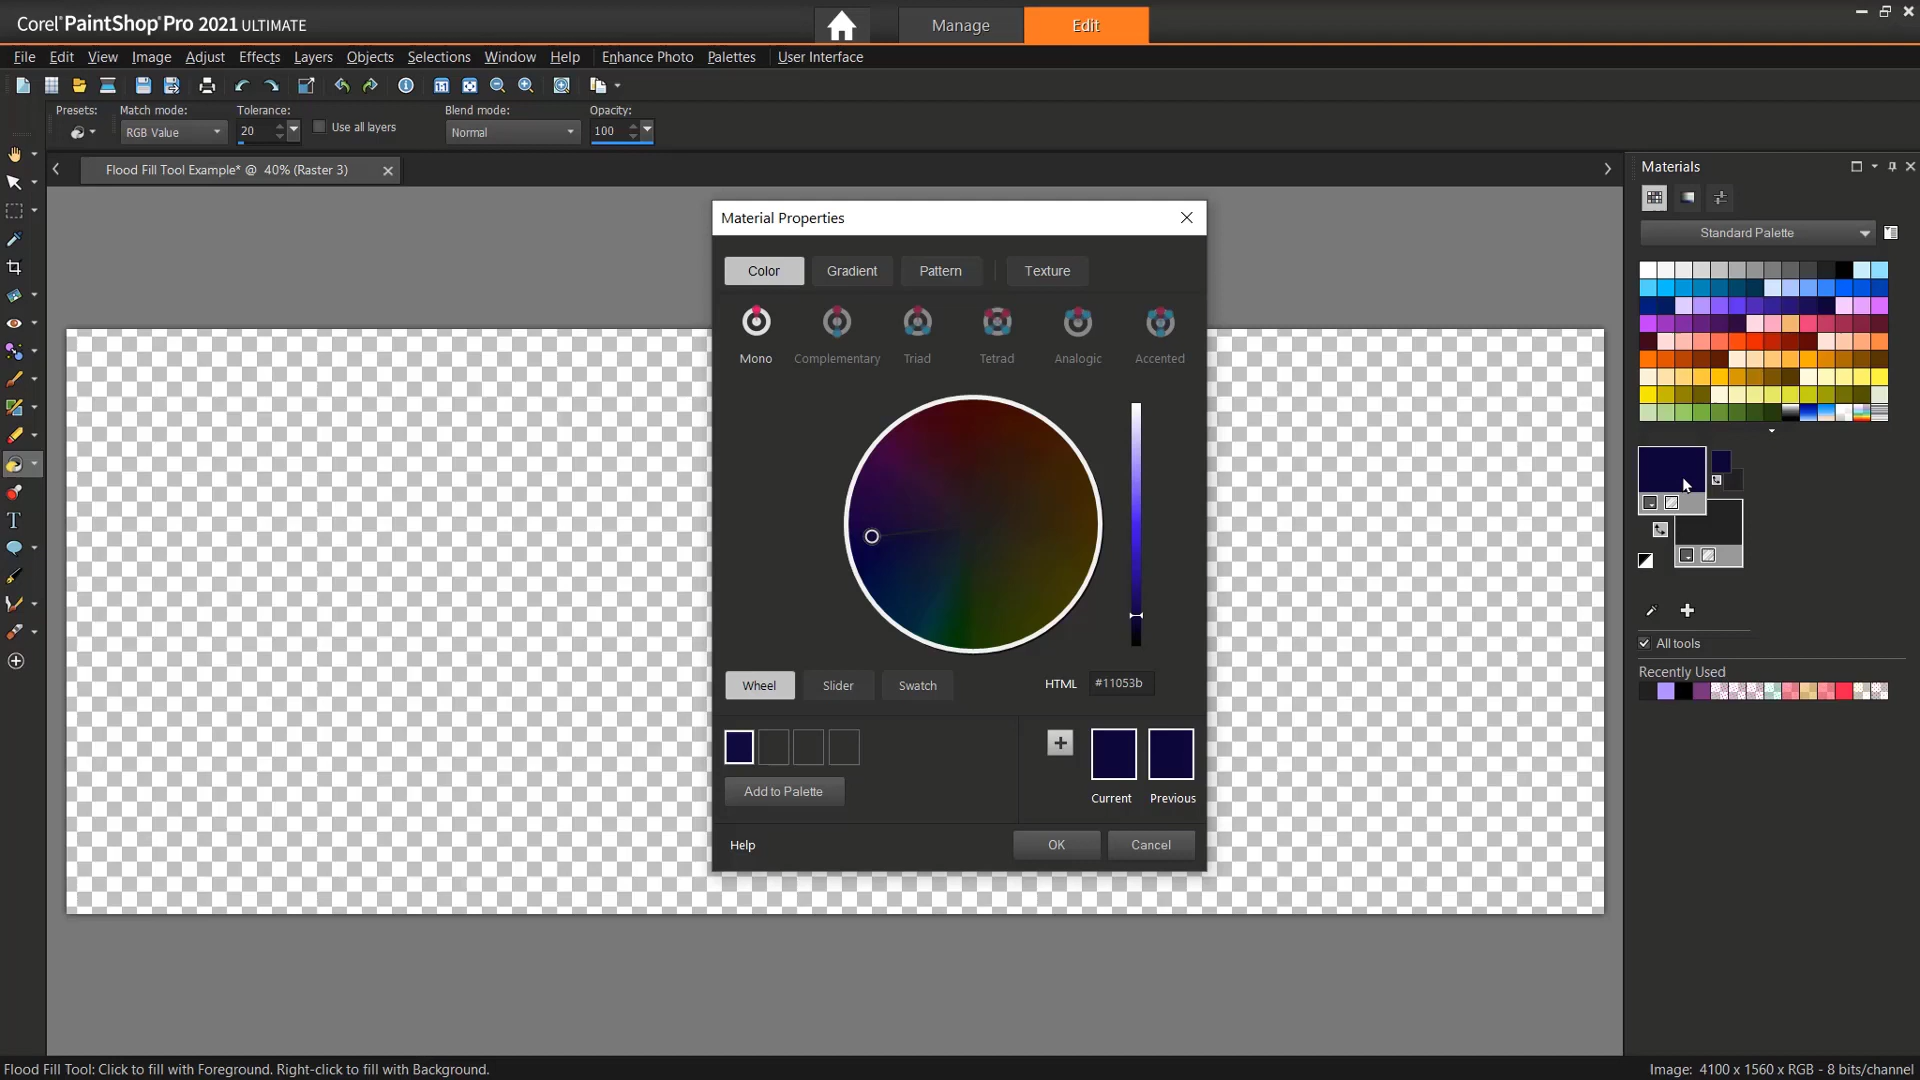 Corel PaintShop Pro 2021 ULTIMATE
Manage
Edit
File Edit View Image Adjust Effects Layers Objects Selections Window Help Enhance Photo Palettes User Interface
Presets: Match mode: Tolerance: Blend mode: Opacity:
RGB Value 20 Use all layers Normal 100
Flood Fill Tool Example* @ 40% (Raster 3)
Materials
Standard Palette
All tools
Recently Used
Material Properties
Color Gradient Pattern Texture
Mono Complementary Triad Tetrad Analogic Accented
Wheel Slider Swatch HTML #11053b
Add to Palette
Current Previous
Help OK Cancel
Flood Fill Tool: Click to fill with Foreground. Right-click to fill with Background.
Image: 4100 x 1560 x RGB - 8 bits/channel